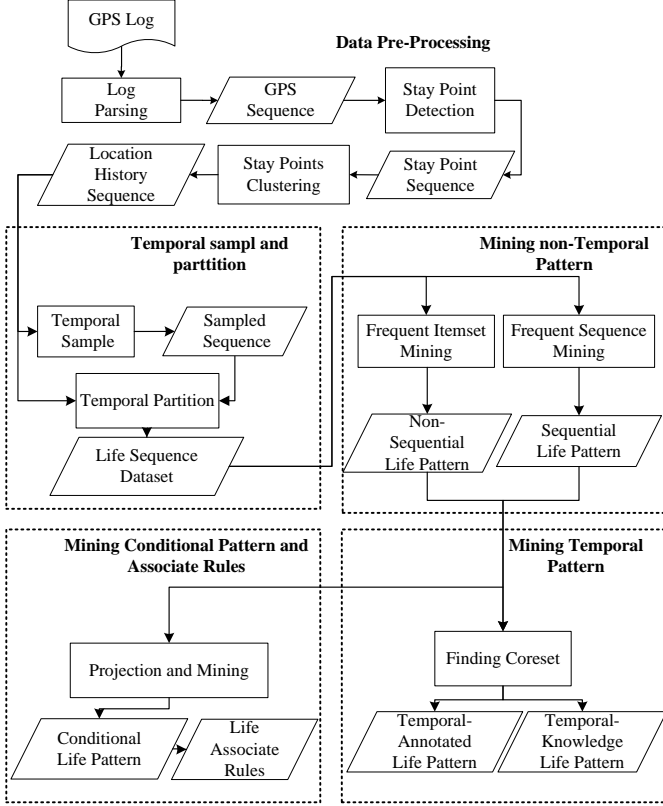 GPS Log
Data Pre-Processing
Log
Parsing
GPS
Sequence
Stay Point
Detection
Location
History
Sequence
Stay Points
Clustering
Stay Point
Sequence
Temporal sampl and
parttition
Mining non-Temporal
Pattern
Temporal
Sample
Sampled
Sequence
Frequent Itemset
Mining
Frequent Sequence
Mining
Temporal Partition
Life Sequence
Dataset
Non-
Sequential
Life Pattern
Sequential
Life Pattern
Mining Conditional Pattern and
Associate Rules
Mining Temporal
Pattern
Projection and Mining
Finding Coreset
Conditional
Life Pattern
Life
Associate
Rules
Temporal-
Annotated
Life Pattern
Temporal-
Knowledge
Life Pattern